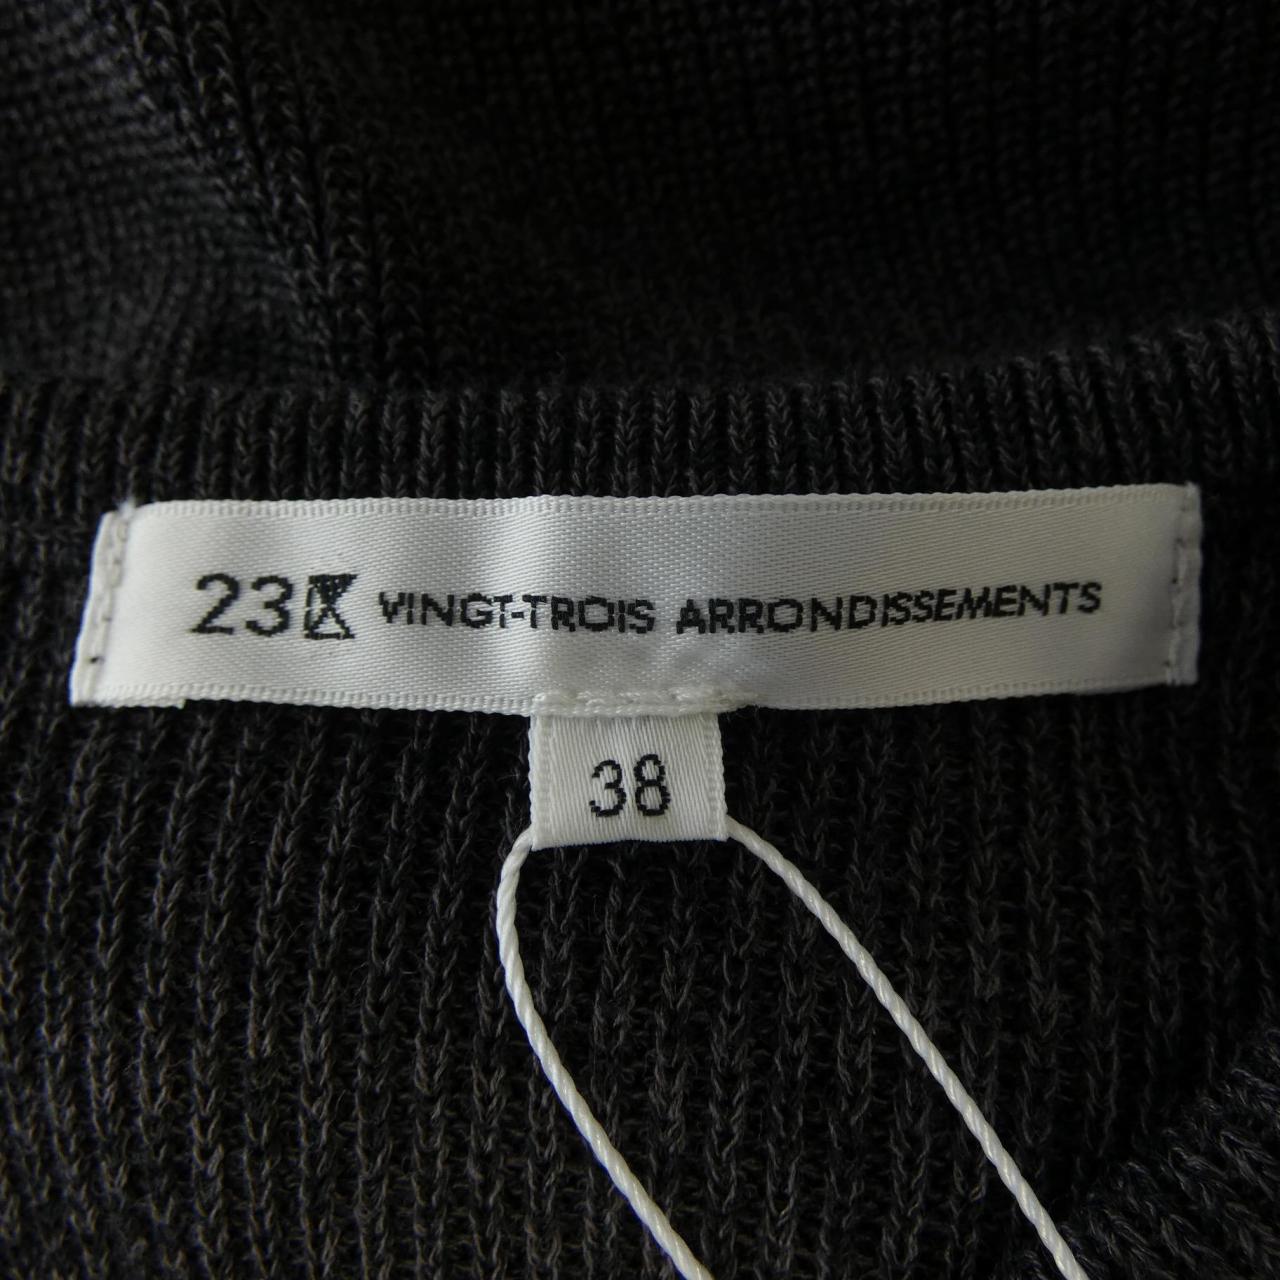 23区 VINGT-TROIS ARRONDISSEMENTS
38